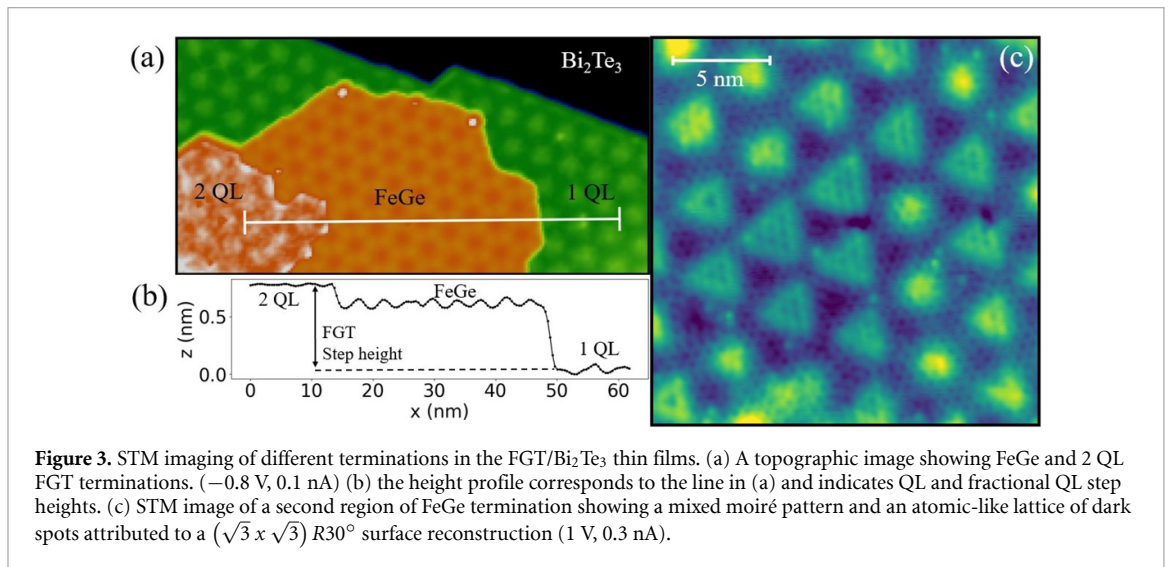 (a)
Bi₂Te₃
2 QL
FeGe
1 QL
(b)
z (nm)
0.5
0.0
2 QL
FeGe
FGT
Step height
1 QL
0 10 20 30 40 50 60
x (nm)
(c)
5 nm
Figure 3. STM imaging of different terminations in the FGT/Bi₂Te₃ thin films. (a) A topographic image showing FeGe and 2 QL
FGT terminations. (−0.8 V, 0.1 nA) (b) the height profile corresponds to the line in (a) and indicates QL and fractional QL step
heights. (c) STM image of a second region of FeGe termination showing a mixed moiré pattern and an atomic-like lattice of dark
spots attributed to a (√3 x √3) R30° surface reconstruction (1 V, 0.3 nA).